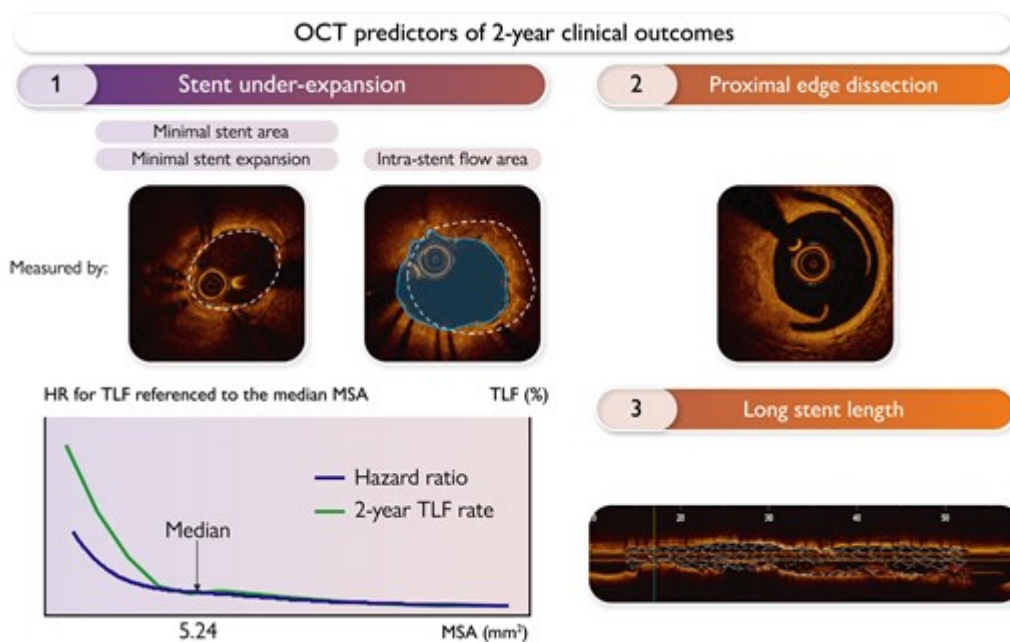 OCT predictors of 2-year clinical outcomes
1 Stent under-expansion
Minimal stent area
Minimal stent expansion
Intra-stent flow area
Measured by:
HR for TLF referenced to the median MSA
TLF (%)
Hazard ratio
2-year TLF rate
Median
5.24
MSA (mm²)
2 Proximal edge dissection
3 Long stent length
20 30 40 50